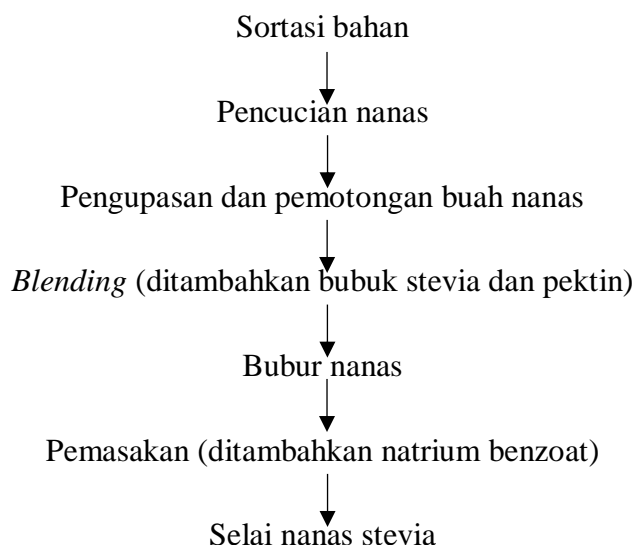 Sortasi bahan
Pencucian nanas
Pengupasan dan pemotongan buah nanas
Blending (ditambahkan bubuk stevia dan pektin)
Bubur nanas
Pemasakan (ditambahkan natrium benzoat)
Selai nanas stevia